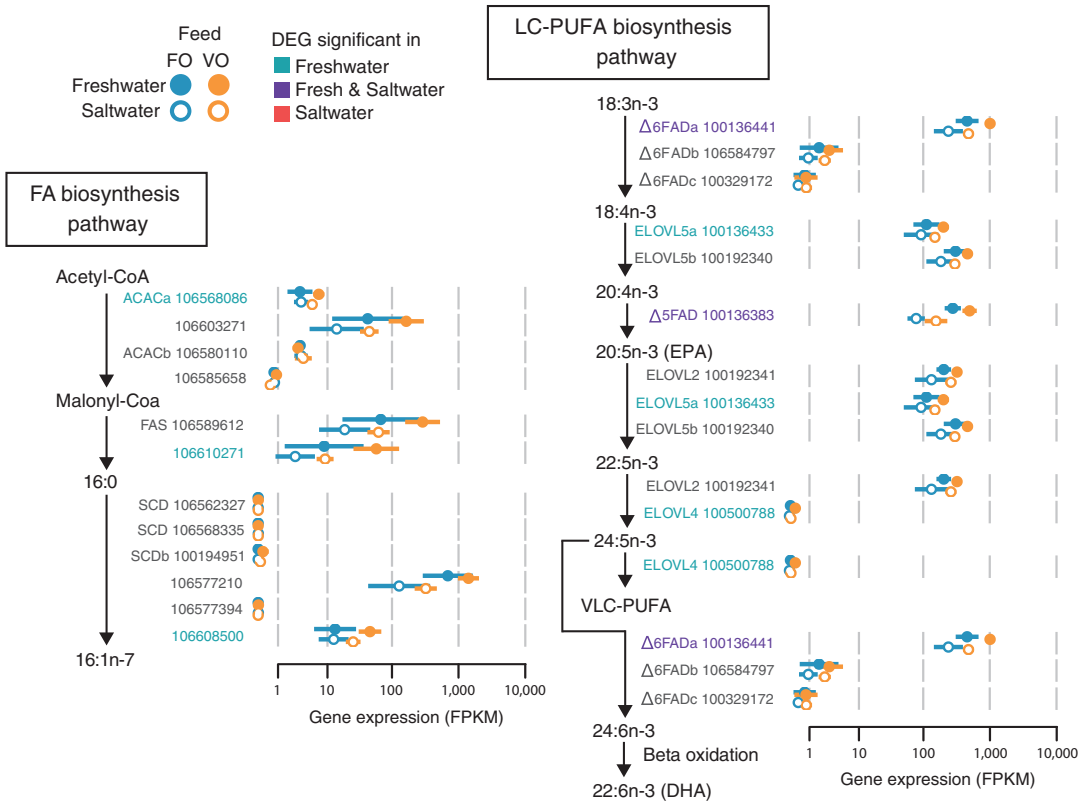 Feed
FO VO
Freshwater
Saltwater
DEG significant in
Freshwater
Fresh & Saltwater
Saltwater
FA biosynthesis
pathway
Acetyl-CoA
ACACa 106568086
106603271
ACACb 106580110
106585658
Malonyl-Coa
FAS 106589612
106610271
16:0
SCD 106562327
SCD 106568335
SCDb 100194951
106577210
106577394
106608500
16:1n-7
1 10 100 1,000 10,000
Gene expression (FPKM)
LC-PUFA biosynthesis
pathway
18:3n-3
Δ6FADa 100136441
Δ6FADb 106584797
Δ6FADc 100329172
18:4n-3
ELOVL5a 100136433
ELOVL5b 100192340
20:4n-3
Δ5FAD 100136383
20:5n-3 (EPA)
ELOVL2 100192341
ELOVL5a 100136433
ELOVL5b 100192340
22:5n-3
ELOVL2 100192341
ELOVL4 100500788
24:5n-3
ELOVL4 100500788
VLC-PUFA
Δ6FADa 100136441
Δ6FADb 106584797
Δ6FADc 100329172
24:6n-3
Beta oxidation
22:6n-3 (DHA)
1 10 100 1,000 10,000
Gene expression (FPKM)